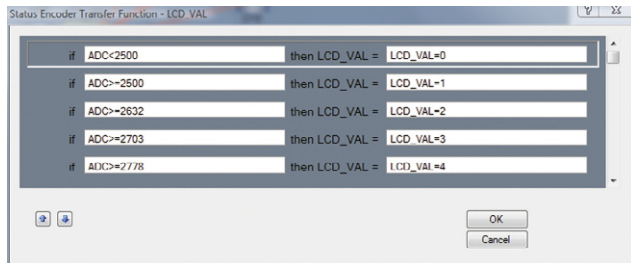 Status Encoder Transfer Function - LCD_VAL
if ADC<2500 then LCD_VAL = LCD_VAL=0
if ADC>=2500 then LCD_VAL = LCD_VAL=1
if ADC>=2632 then LCD_VAL = LCD_VAL=2
if ADC>=2703 then LCD_VAL = LCD_VAL=3
if ADC>=2778 then LCD_VAL = LCD_VAL=4
OK
Cancel